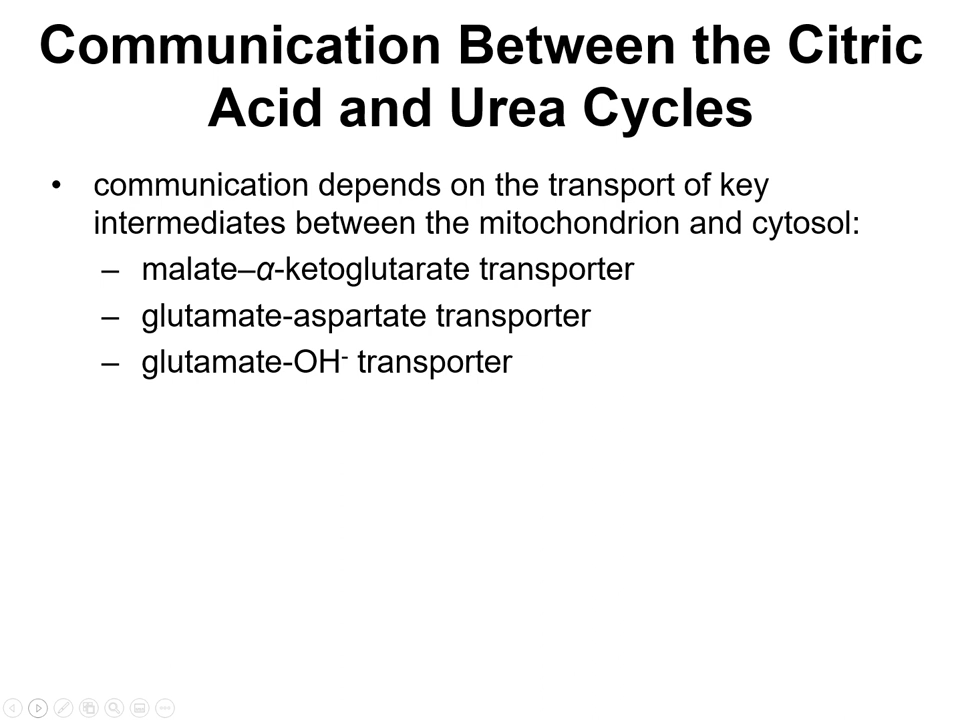 Communication Between the Citric
Acid and Urea Cycles
• communication depends on the transport of key
intermediates between the mitochondrion and cytosol:
– malate–α-ketoglutarate transporter
– glutamate-aspartate transporter
– glutamate-OH⁻ transporter